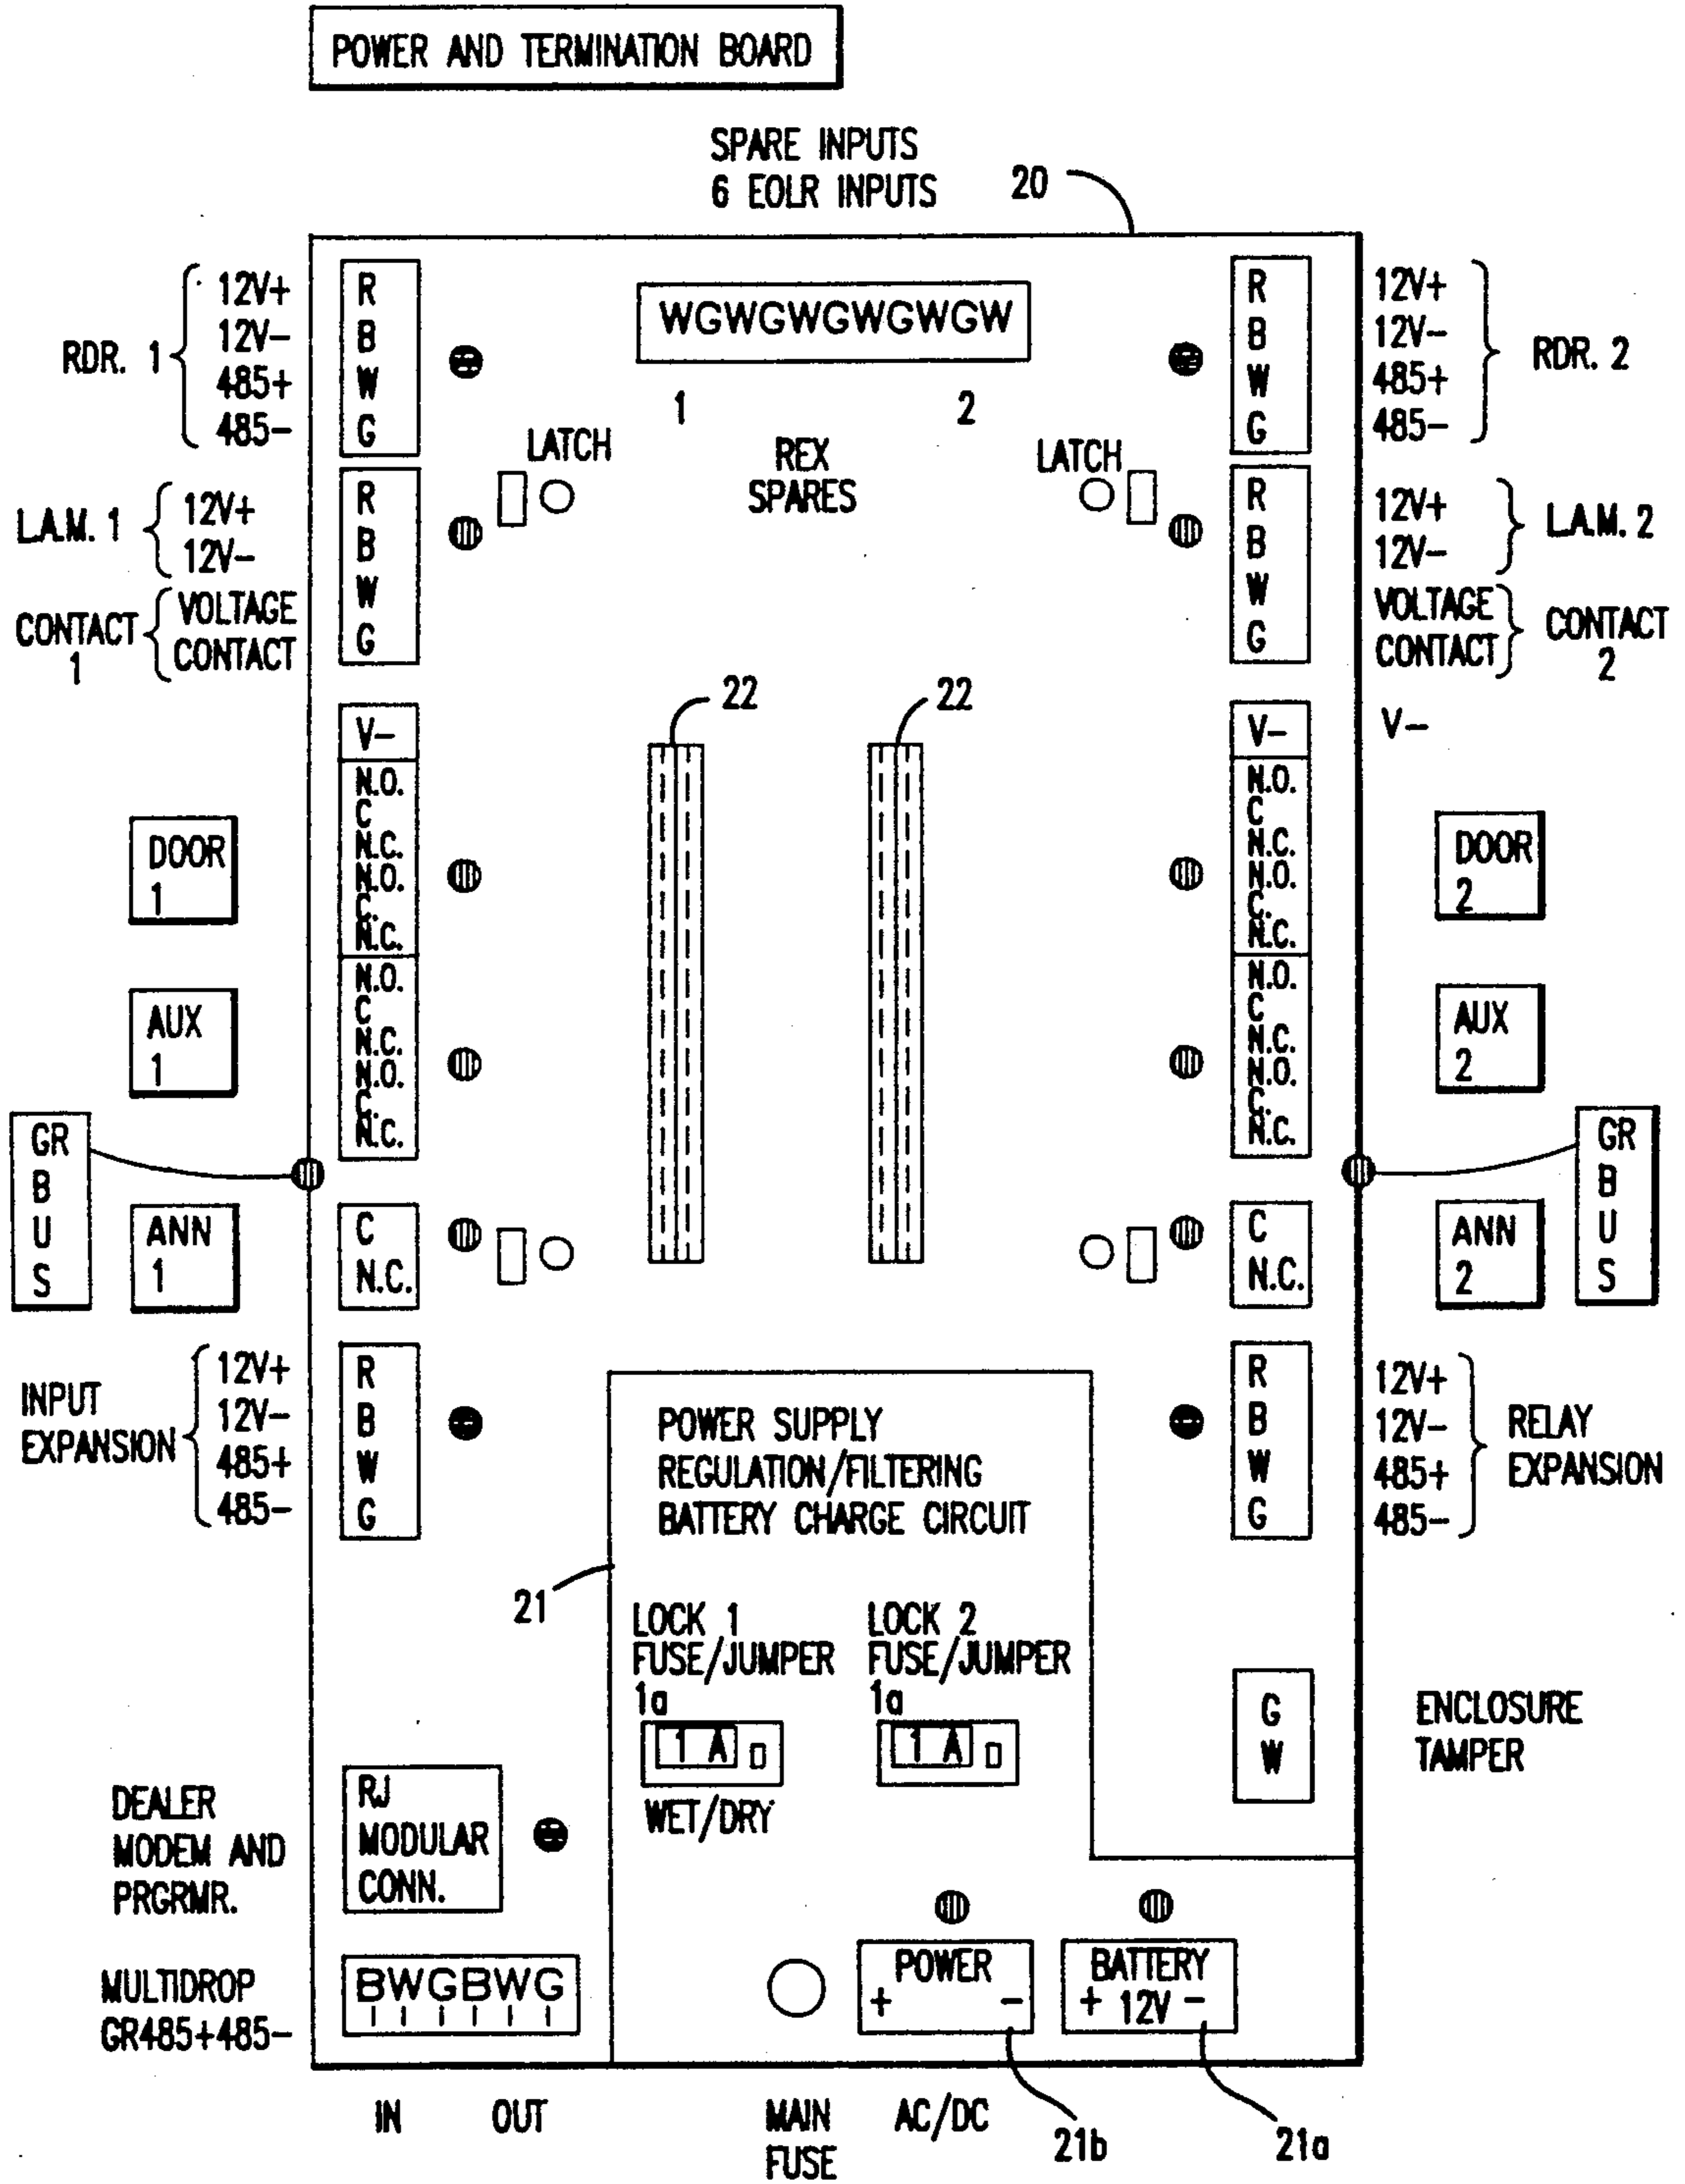 POWER AND TERMINATION BOARD
SPARE INPUTS
6 EOLR INPUTS
20
RDR. 1
12V+
12V-
485+
485-
R
B
W
G
WGWGWGWGWGW
1
2
REX
SPARES
LATCH
LATCH
R
B
W
G
12V+
12V-
485+
485-
RDR. 2
L.A.M. 1
12V+
12V-
CONTACT
1
VOLTAGE
CONTACT
R
B
W
G
R
B
W
G
12V+
12V-
L.A.M. 2
VOLTAGE
CONTACT
CONTACT
2
22
22
V-
N.O.
C
N.C.
N.O.
C.
N.C.
N.O.
C
N.C.
N.O.
C.
N.C.
V-
N.O.
C
N.C.
N.O.
C.
N.C.
N.O.
C
N.C.
N.O.
C.
N.C.
V-
DOOR
1
DOOR
2
AUX
1
AUX
2
GR
B
U
S
GR
B
U
S
ANN
1
C
N.C.
C
N.C.
ANN
2
INPUT
EXPANSION
12V+
12V-
485+
485-
R
B
W
G
POWER SUPPLY
REGULATION/FILTERING
BATTERY CHARGE CIRCUIT
R
B
W
G
12V+
12V-
485+
485-
RELAY
EXPANSION
21
LOCK 1
FUSE/JUMPER
1a
1 A
WET/DRY
LOCK 2
FUSE/JUMPER
1a
1 A
G
W
ENCLOSURE
TAMPER
DEALER
MODEM AND
PRGRMR.
RJ
MODULAR
CONN.
MULTIDROP
GR485+485-
BWGBWG
POWER
+ -
BATTERY
+ 12V -
IN
OUT
MAIN
FUSE
AC/DC
21b
21a